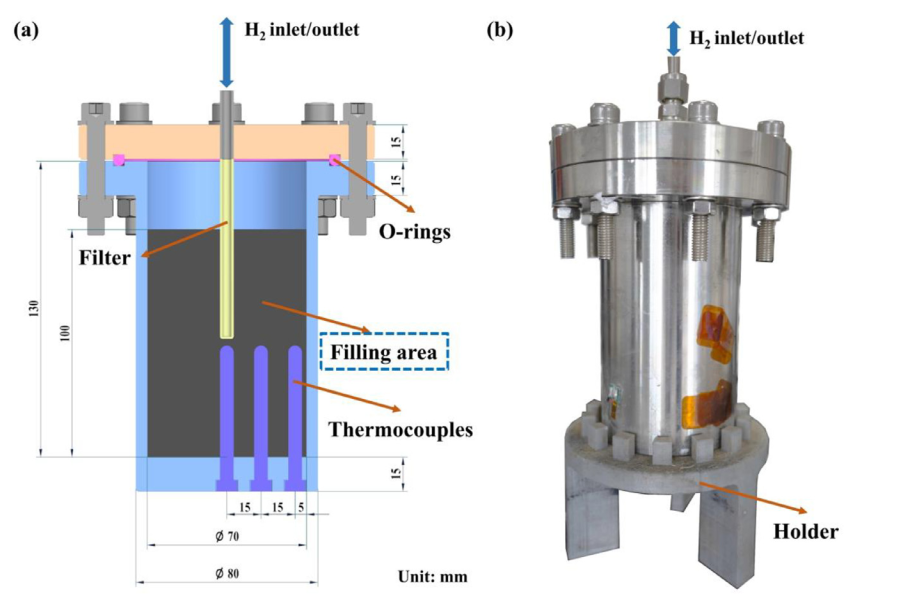 (a)
H2 inlet/outlet
15
15
O-rings
Filter
130
100
Filling area
Thermocouples
15
15
15
5
Ø 70
Ø 80
Unit: mm
(b)
H2 inlet/outlet
Holder